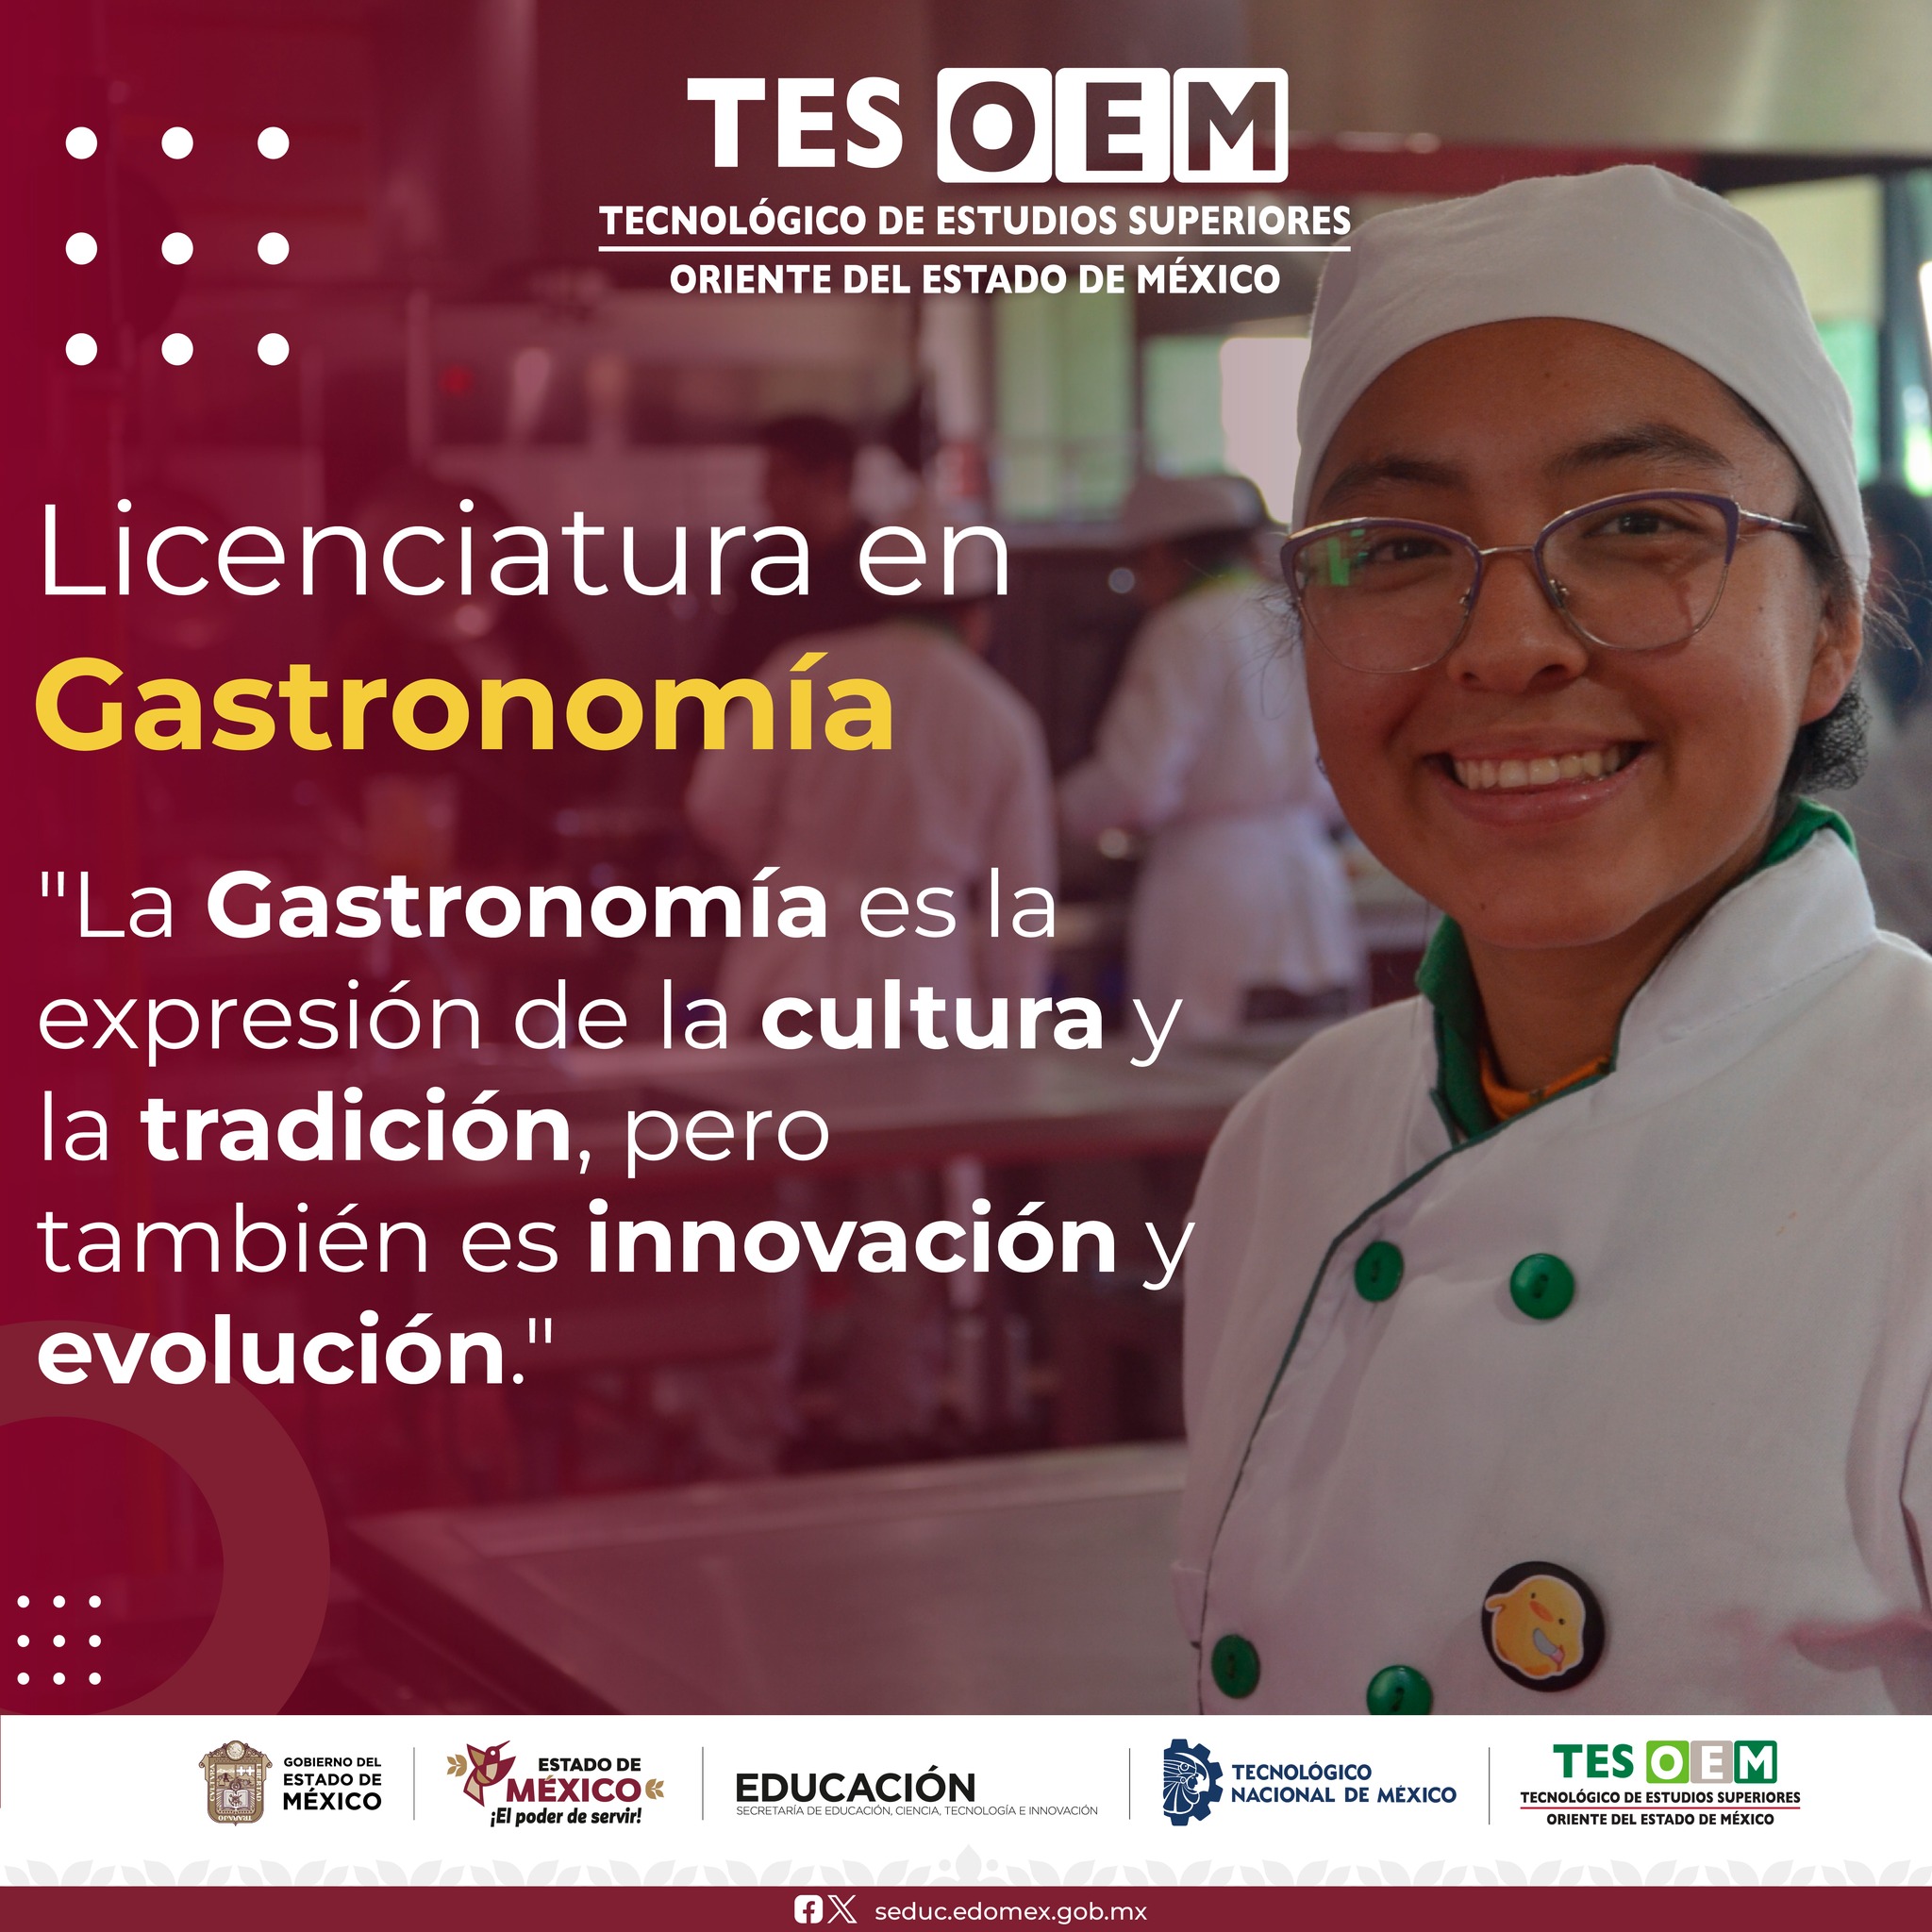 TES OEM
TECNOLÓGICO DE ESTUDIOS SUPERIORES
ORIENTE DEL ESTADO DE MÉXICO
Licenciatura en
Gastronomía
"La Gastronomía es la
expresión de la cultura y
la tradición, pero
también es innovación y
evolución."
GOBIERNO DEL
ESTADO DE
MÉXICO
ESTADO DE
MÉXICO
¡El poder de servir!
EDUCACIÓN
SECRETARÍA DE EDUCACIÓN, CIENCIA, TECNOLOGÍA E INNOVACIÓN
TECNOLÓGICO
NACIONAL DE MÉXICO
TES OEM
TECNOLÓGICO DE ESTUDIOS SUPERIORES
ORIENTE DEL ESTADO DE MÉXICO
seduc.edomex.gob.mx